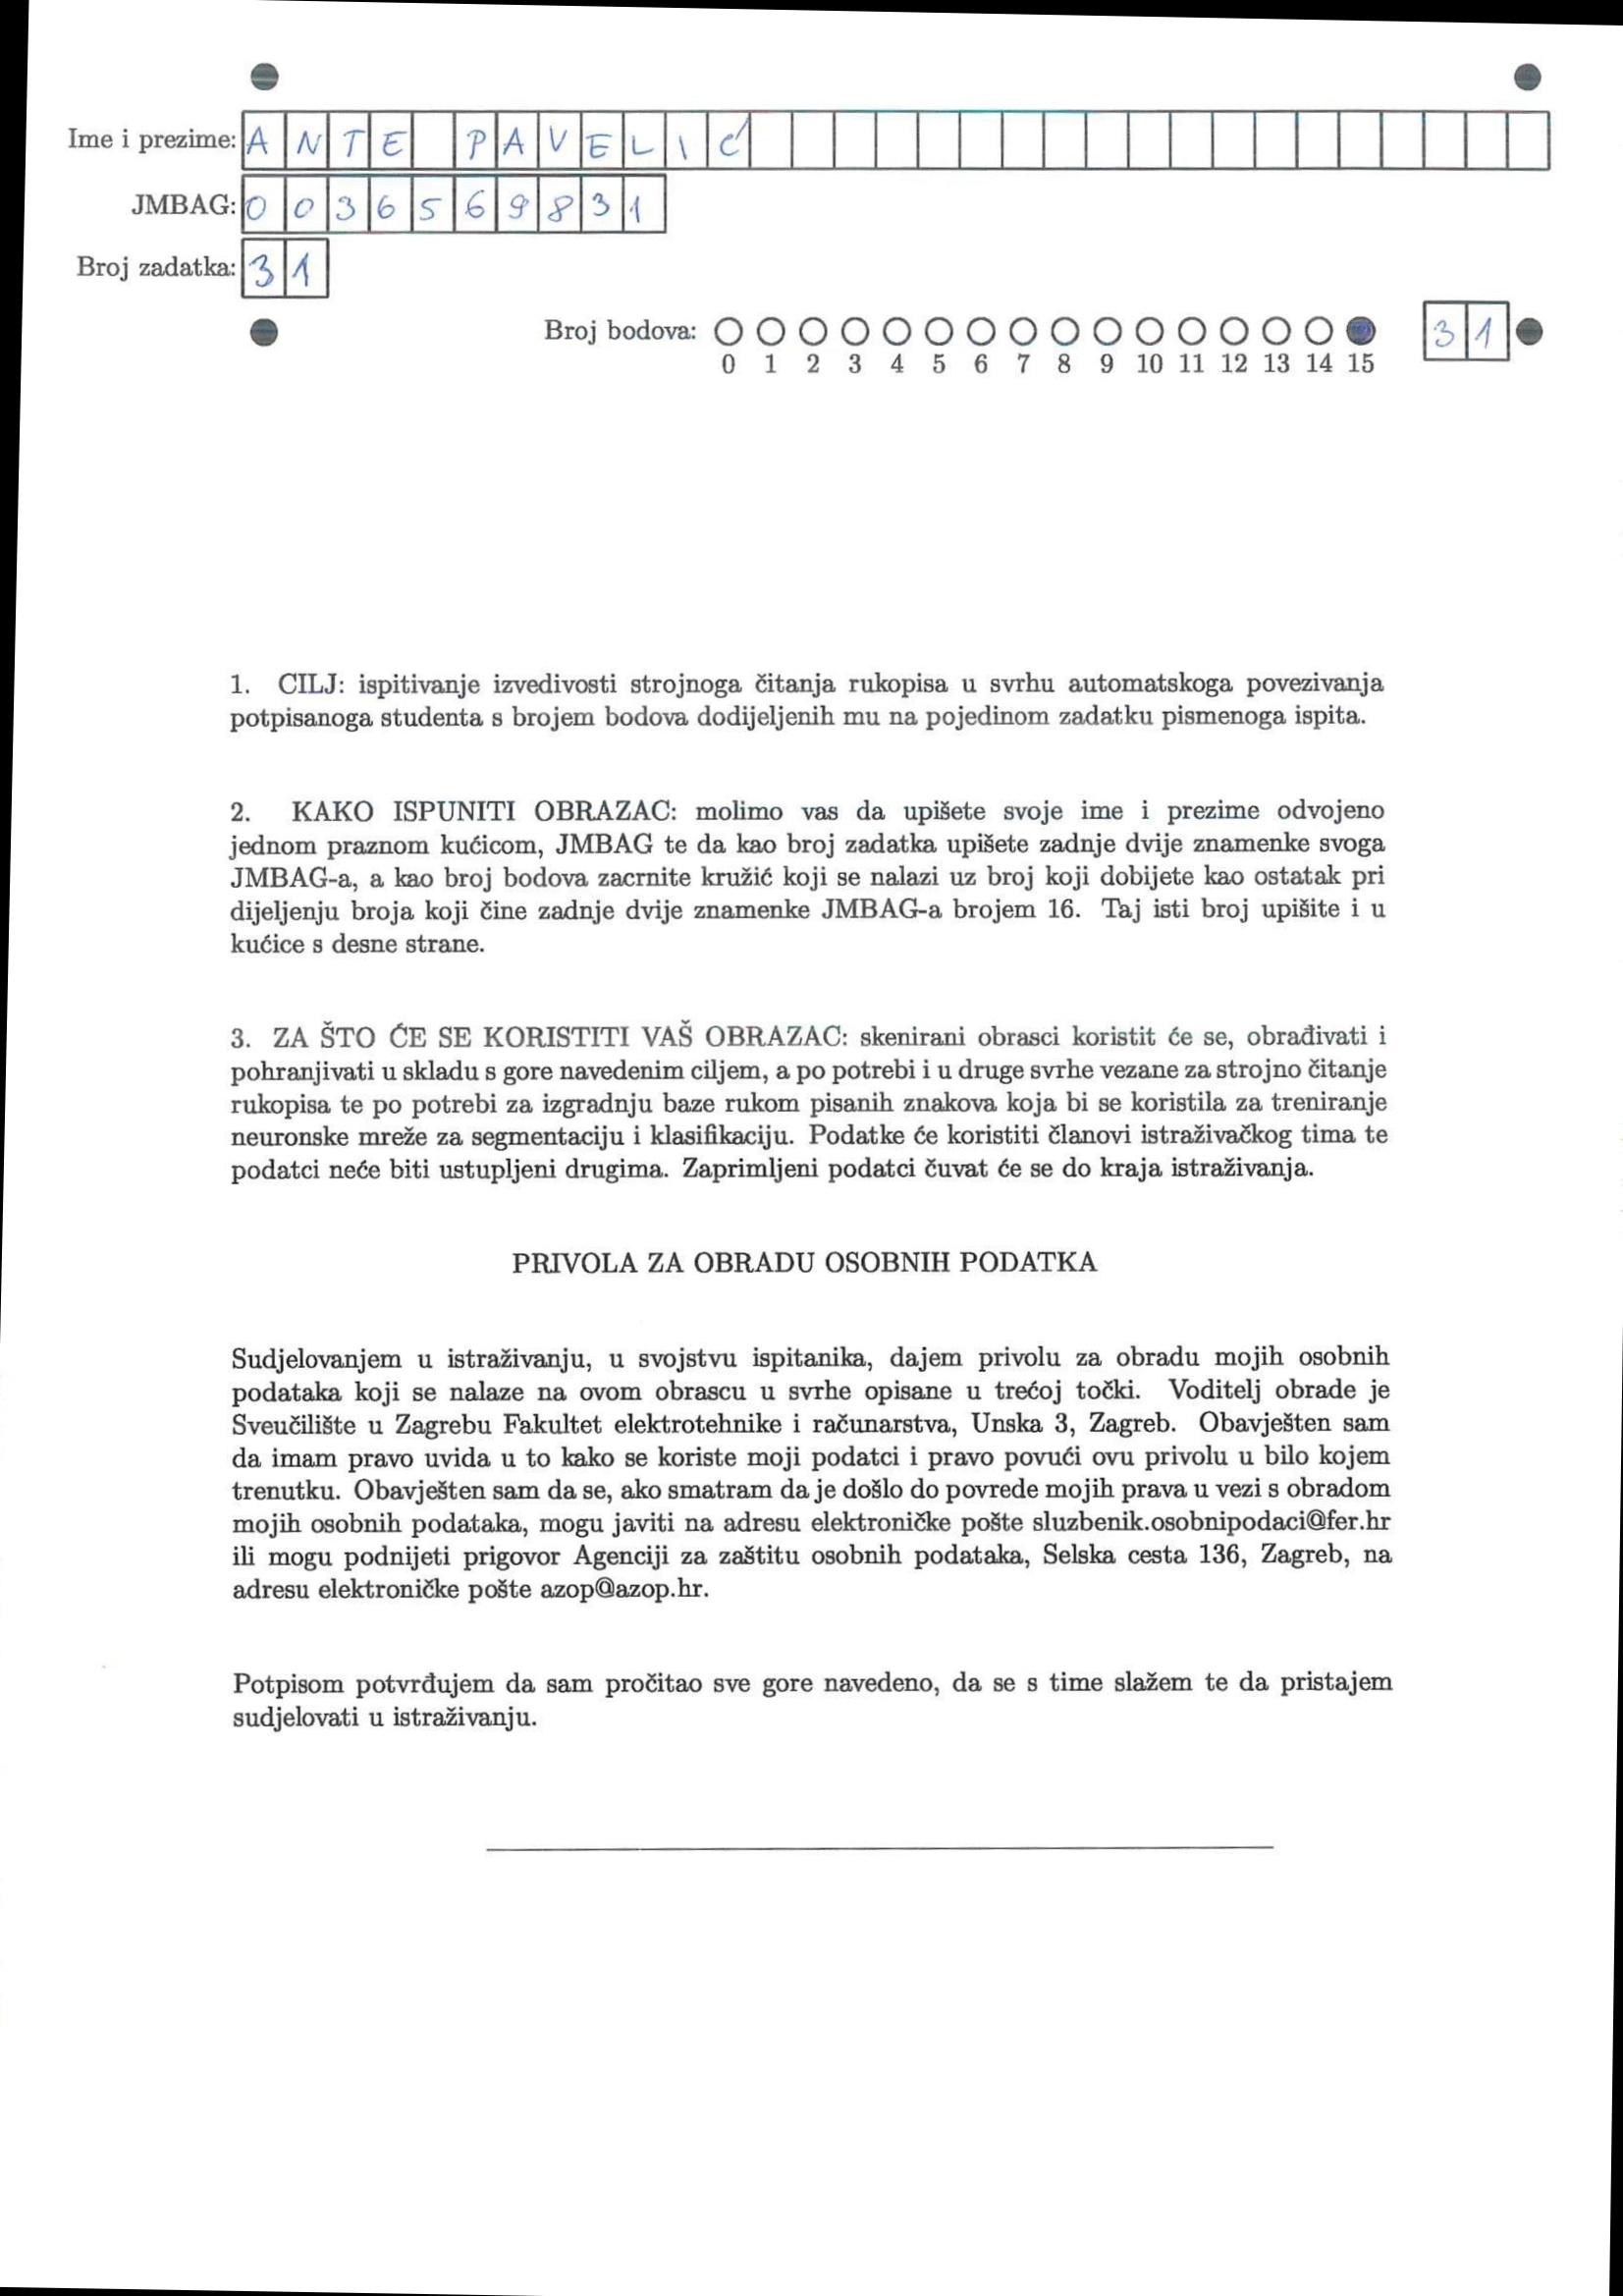 Ime i prezime: ANTE PAVELIĆ
JMBAG: 0036569831
Broj zadatka: 31
Broj bodova: 31
0 1 2 3 4 5 6 7 8 9 10 11 12 13 14 15
1. CILJ: ispitivanje izvedivosti strojnoga čitanja rukopisa u svrhu automatskoga povezivanja
potpisanoga studenta s brojem bodova dodijeljenih mu na pojedinom zadatku pismenoga ispita.
2. KAKO ISPUNITI OBRAZAC: molimo vas da upišete svoje ime i prezime odvojeno
jednom praznom kućicom, JMBAG te da kao broj zadatka upišete zadnje dvije znamenke svoga
JMBAG-a, a kao broj bodova zacrnite kružić koji se nalazi uz broj koji dobijete kao ostatak pri
dijeljenju broja koji čine zadnje dvije znamenke JMBAG-a brojem 16. Taj isti broj upišite i u
kućice s desne strane.
3. ZA ŠTO ĆE SE KORISTITI VAŠ OBRAZAC: skenirani obrasci koristit će se, obrađivati i
pohranjivati u skladu s gore navedenim ciljem, a po potrebi i u druge svrhe vezane za strojno čitanje
rukopisa te po potrebi za izgradnju baze rukom pisanih znakova koja bi se koristila za treniranje
neuronske mreže za segmentaciju i klasifikaciju. Podatke će koristiti članovi istraživačkog tima te
podatci neće biti ustupljeni drugima. Zaprimljeni podatci čuvat će se do kraja istraživanja.
PRIVOLA ZA OBRADU OSOBNIH PODATKA
Sudjelovanjem u istraživanju, u svojstvu ispitanika, dajem privolu za obradu mojih osobnih
podataka koji se nalaze na ovom obrascu u svrhe opisane u trećoj točki. Voditelj obrade je
Sveučilište u Zagrebu Fakultet elektrotehnike i računarstva, Unska 3, Zagreb. Obavješten sam
da imam pravo uvida u to kako se koriste moji podatci i pravo povući ovu privolu u bilo kojem
trenutku. Obavješten sam da se, ako smatram da je došlo do povrede mojih prava u vezi s obradom
mojih osobnih podataka, mogu javiti na adresu elektroničke pošte sluzbenik.osobnipodaci@fer.hr
ili mogu podnijeti prigovor Agenciji za zaštitu osobnih podataka, Selska cesta 136, Zagreb, na
adresu elektroničke pošte azop@azop.hr.
Potpisom potvrđujem da sam pročitao sve gore navedeno, da se s time slažem te da pristajem
sudjelovati u istraživanju.